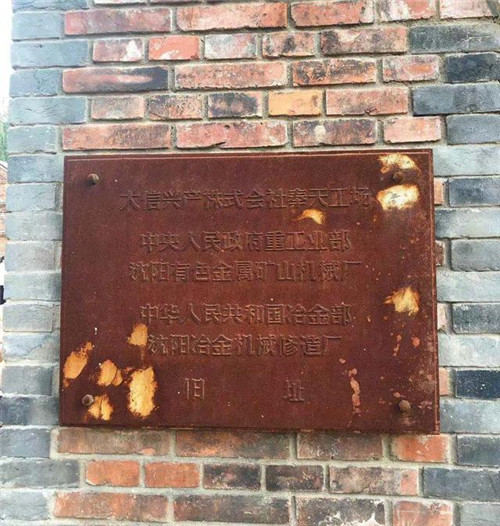 大信兴产株式会社奉天工场
中央人民政府重工业部
沈阳有色金属矿山机械厂
中华人民共和国冶金部
沈阳冶金机械修造厂
旧 址